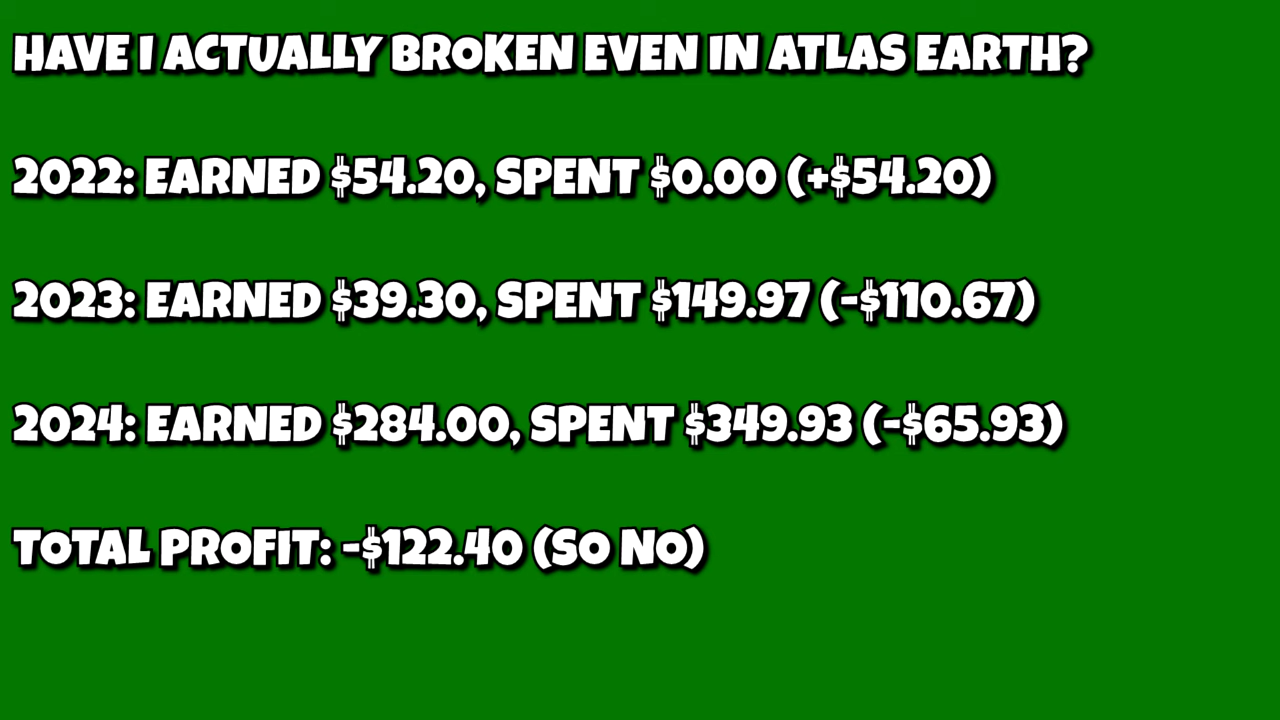 HAVE I ACTUALLY BROKEN EVEN IN ATLAS EARTH?
2022: EARNED $54.20, SPENT $0.00 (+$54.20)
2023: EARNED $39.30, SPENT $149.97 (-$110.67)
2024: EARNED $284.00, SPENT $349.93 (-$65.93)
TOTAL PROFIT: -$122.40 (SO NO)